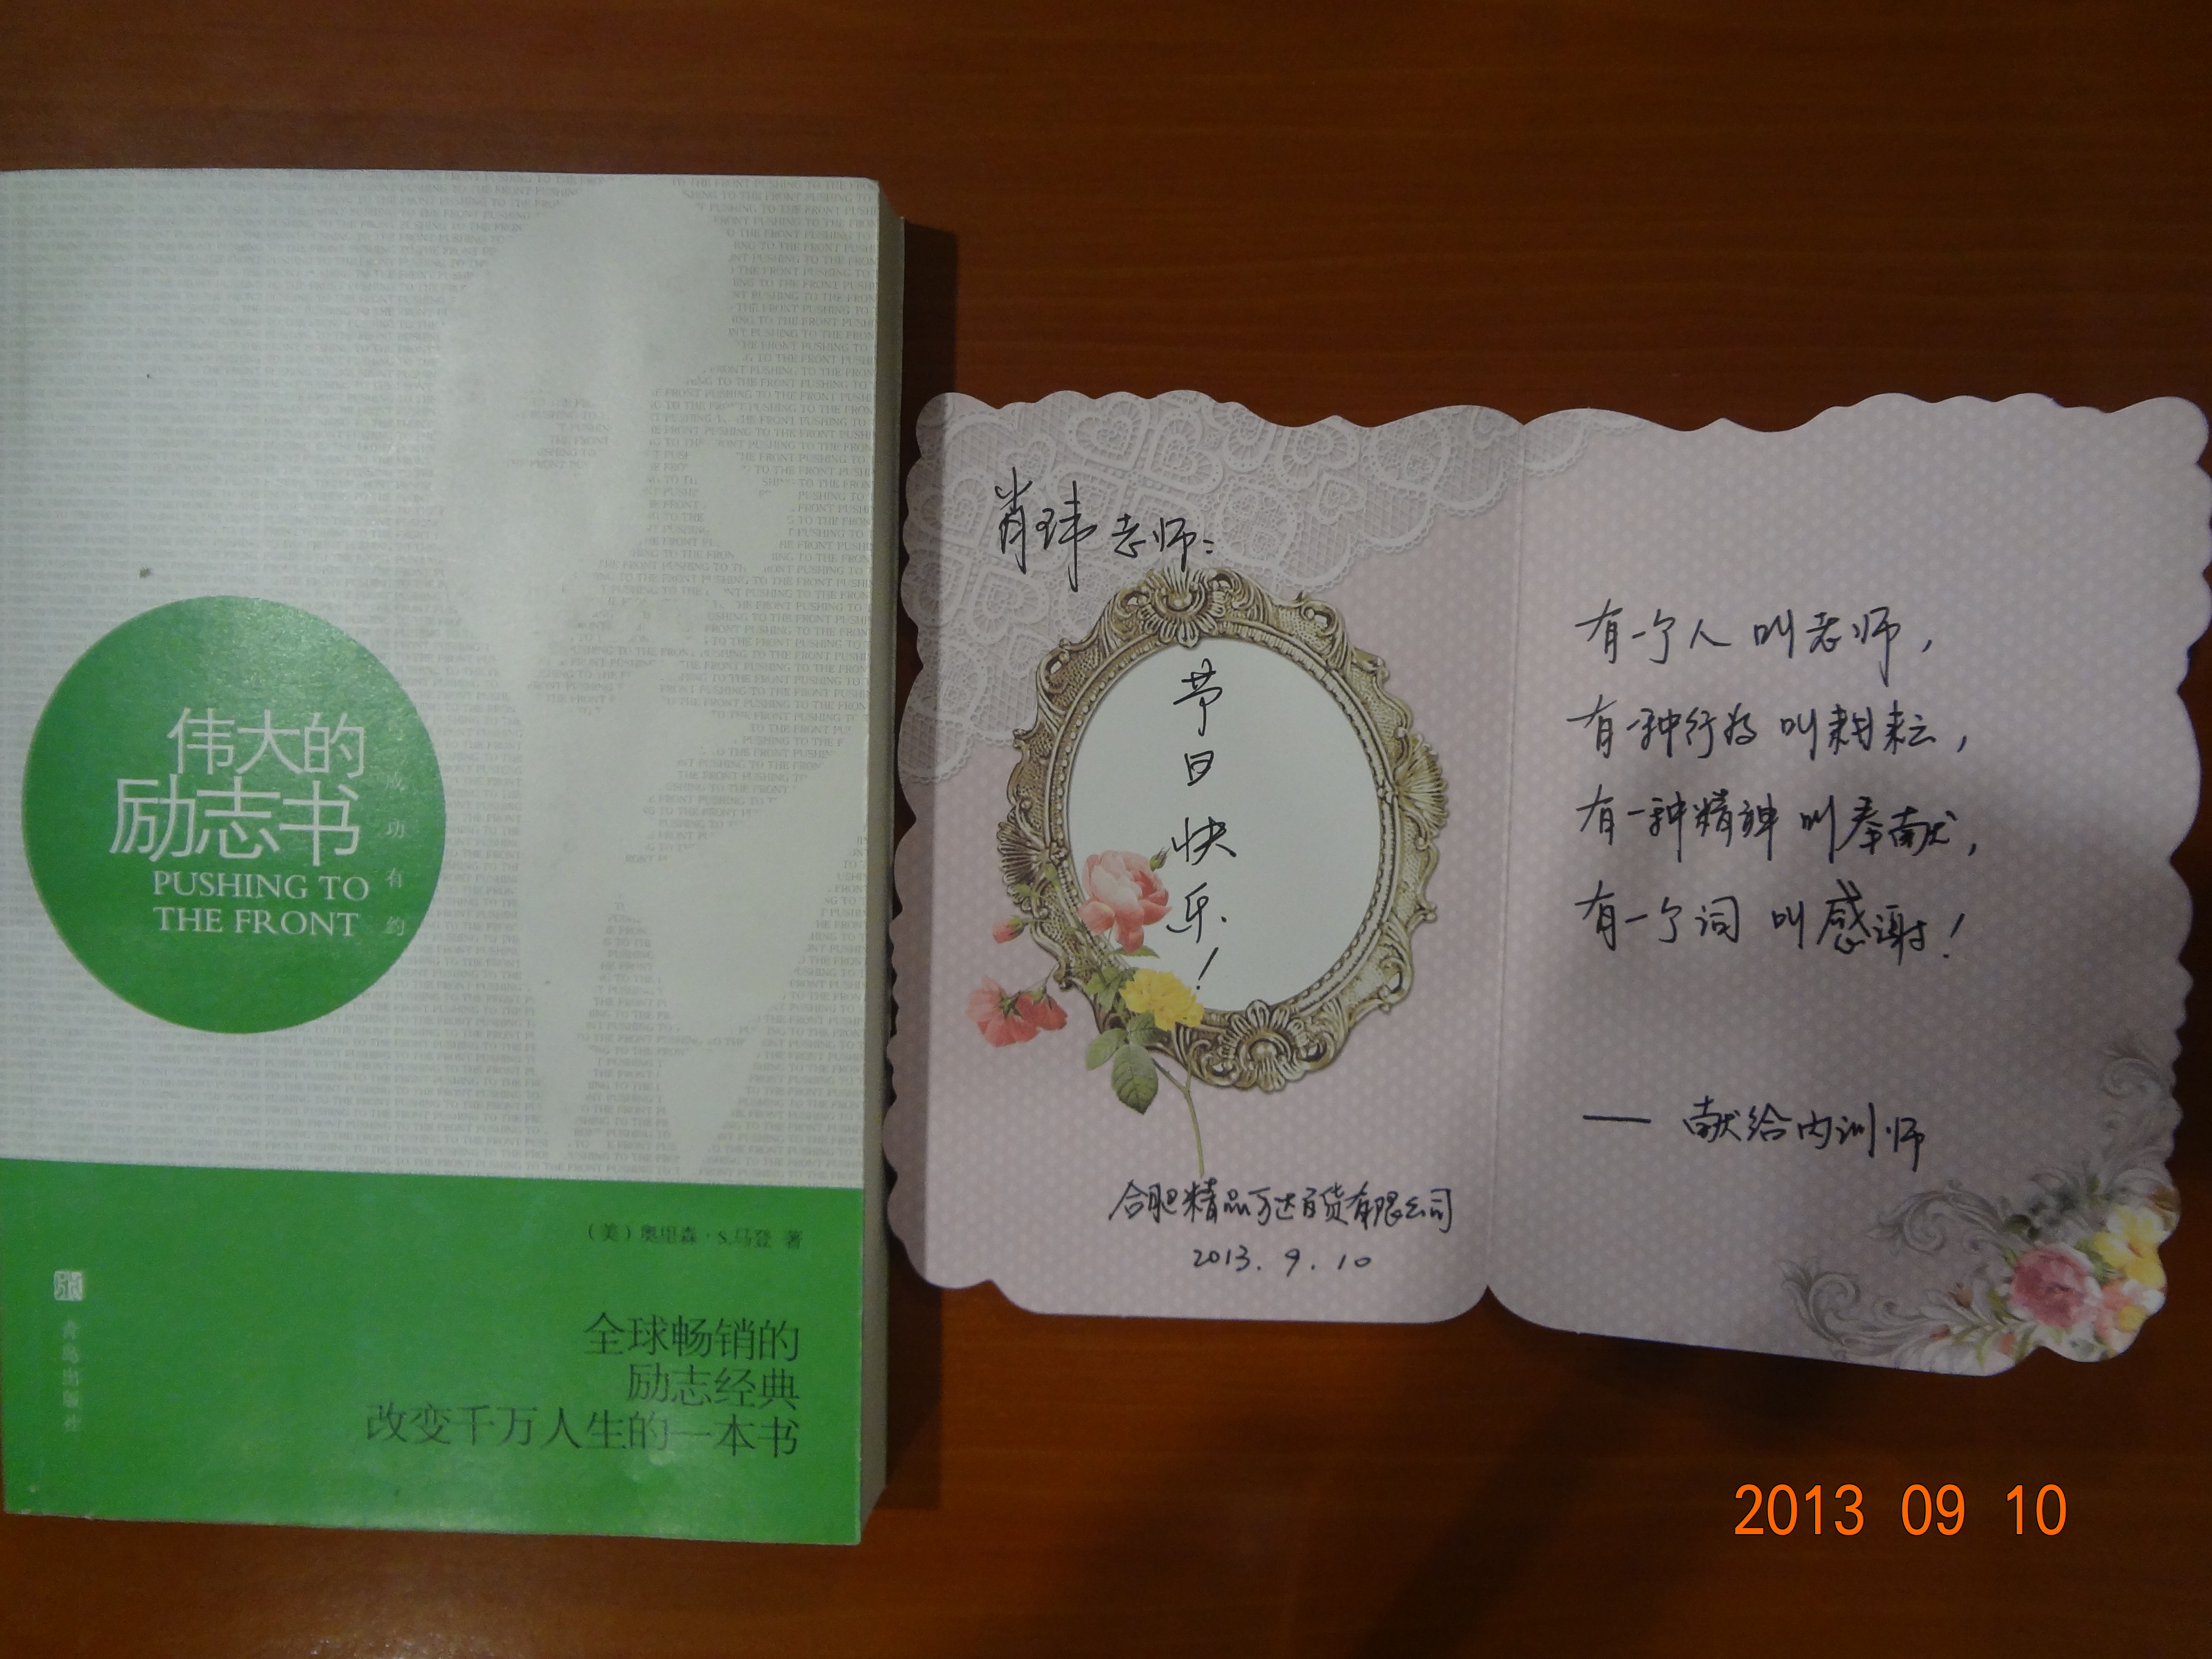 伟大的
励志书
PUSHING TO
THE FRONT
成功有约
(美)奥里森·S.马登 著
全球畅销的
励志经典
改变千万人生的一本书
青岛出版社
肖玮老师:
节日快乐!
合肥精品万达百货有限公司
2013.9.10
有一个人叫老师,
有一种行为叫耕耘,
有一种精神叫奉献,
有一个词叫感谢!
—— 献给内训师
2013 09 10